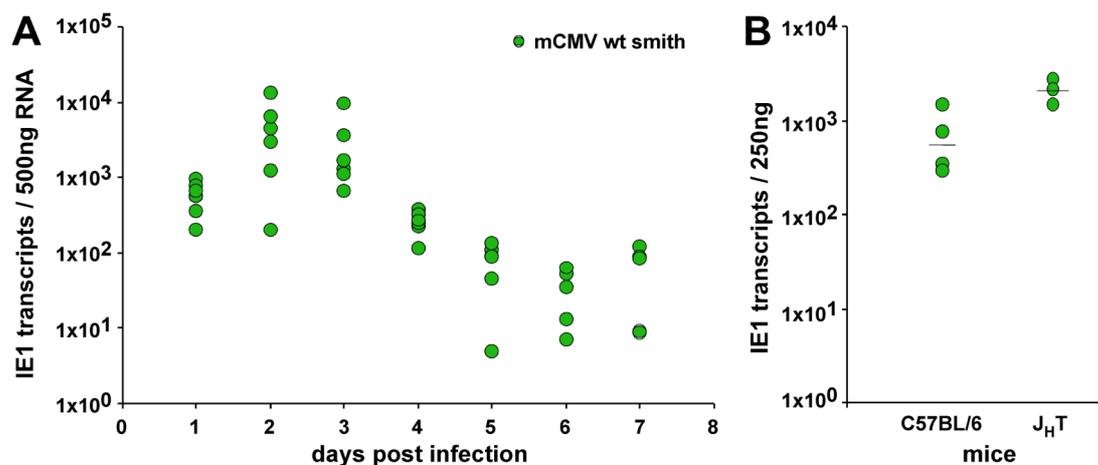 A
IE1 transcripts / 500ng RNA
1x10^5
1x10^4
1x10^3
1x10^2
1x10^1
1x10^0
mCMV wt smith
0 1 2 3 4 5 6 7 8
days post infection
B
IE1 transcripts / 250ng
1x10^4
1x10^3
1x10^2
1x10^1
1x10^0
C57BL/6 J_HT
mice